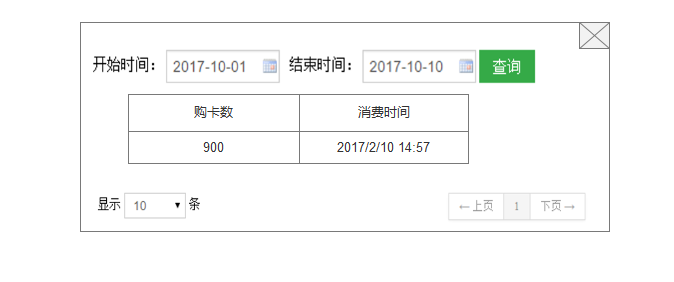 开始时间： 2017-10-01 结束时间： 2017-10-10 查询
购卡数 消费时间
900 2017/2/10 14:57
显示 10 条 ←上页 1 下页→